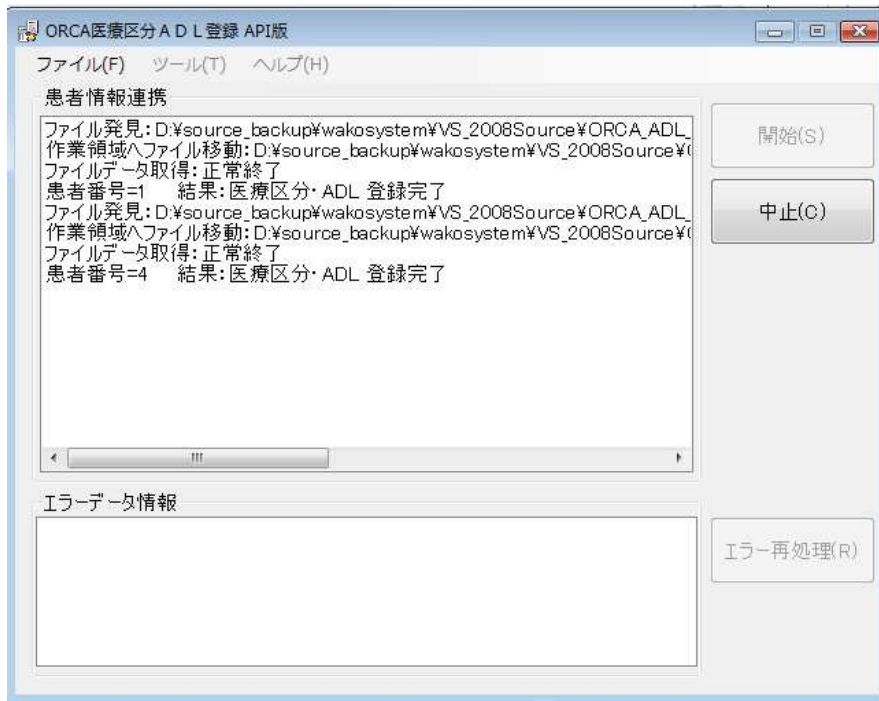 ORCA医療区分ＡＤＬ登録 API版
ファイル(F) ツール(T) ヘルプ(H)
患者情報連携
ファイル発見:D:¥source_backup¥wakosystem¥VS_2008Source¥ORCA_ADL_
作業領域へファイル移動:D:¥source_backup¥wakosystem¥VS_2008Source¥
ファイルデータ取得:正常終了
患者番号=1 結果:医療区分・ADL 登録完了
ファイル発見:D:¥source_backup¥wakosystem¥VS_2008Source¥ORCA_ADL_
作業領域へファイル移動:D:¥source_backup¥wakosystem¥VS_2008Source¥
ファイルデータ取得:正常終了
患者番号=4 結果:医療区分・ADL 登録完了
開始(S)
中止(C)
エラーデータ情報
エラー再処理(R)